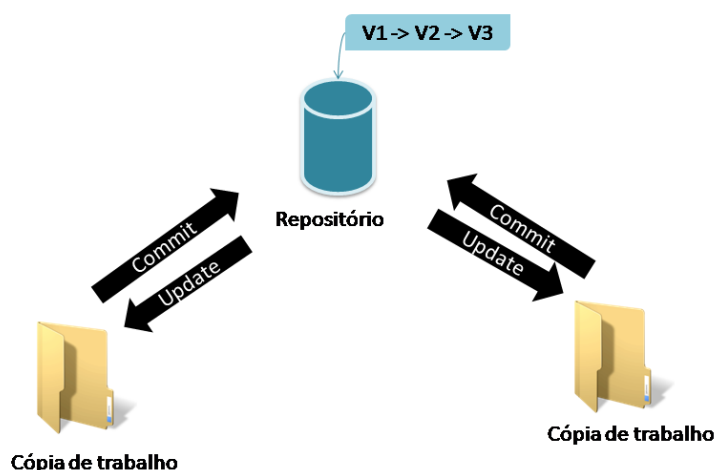 V1 -> V2 -> V3
Repositório
Commit
Update
Commit
Update
Cópia de trabalho
Cópia de trabalho